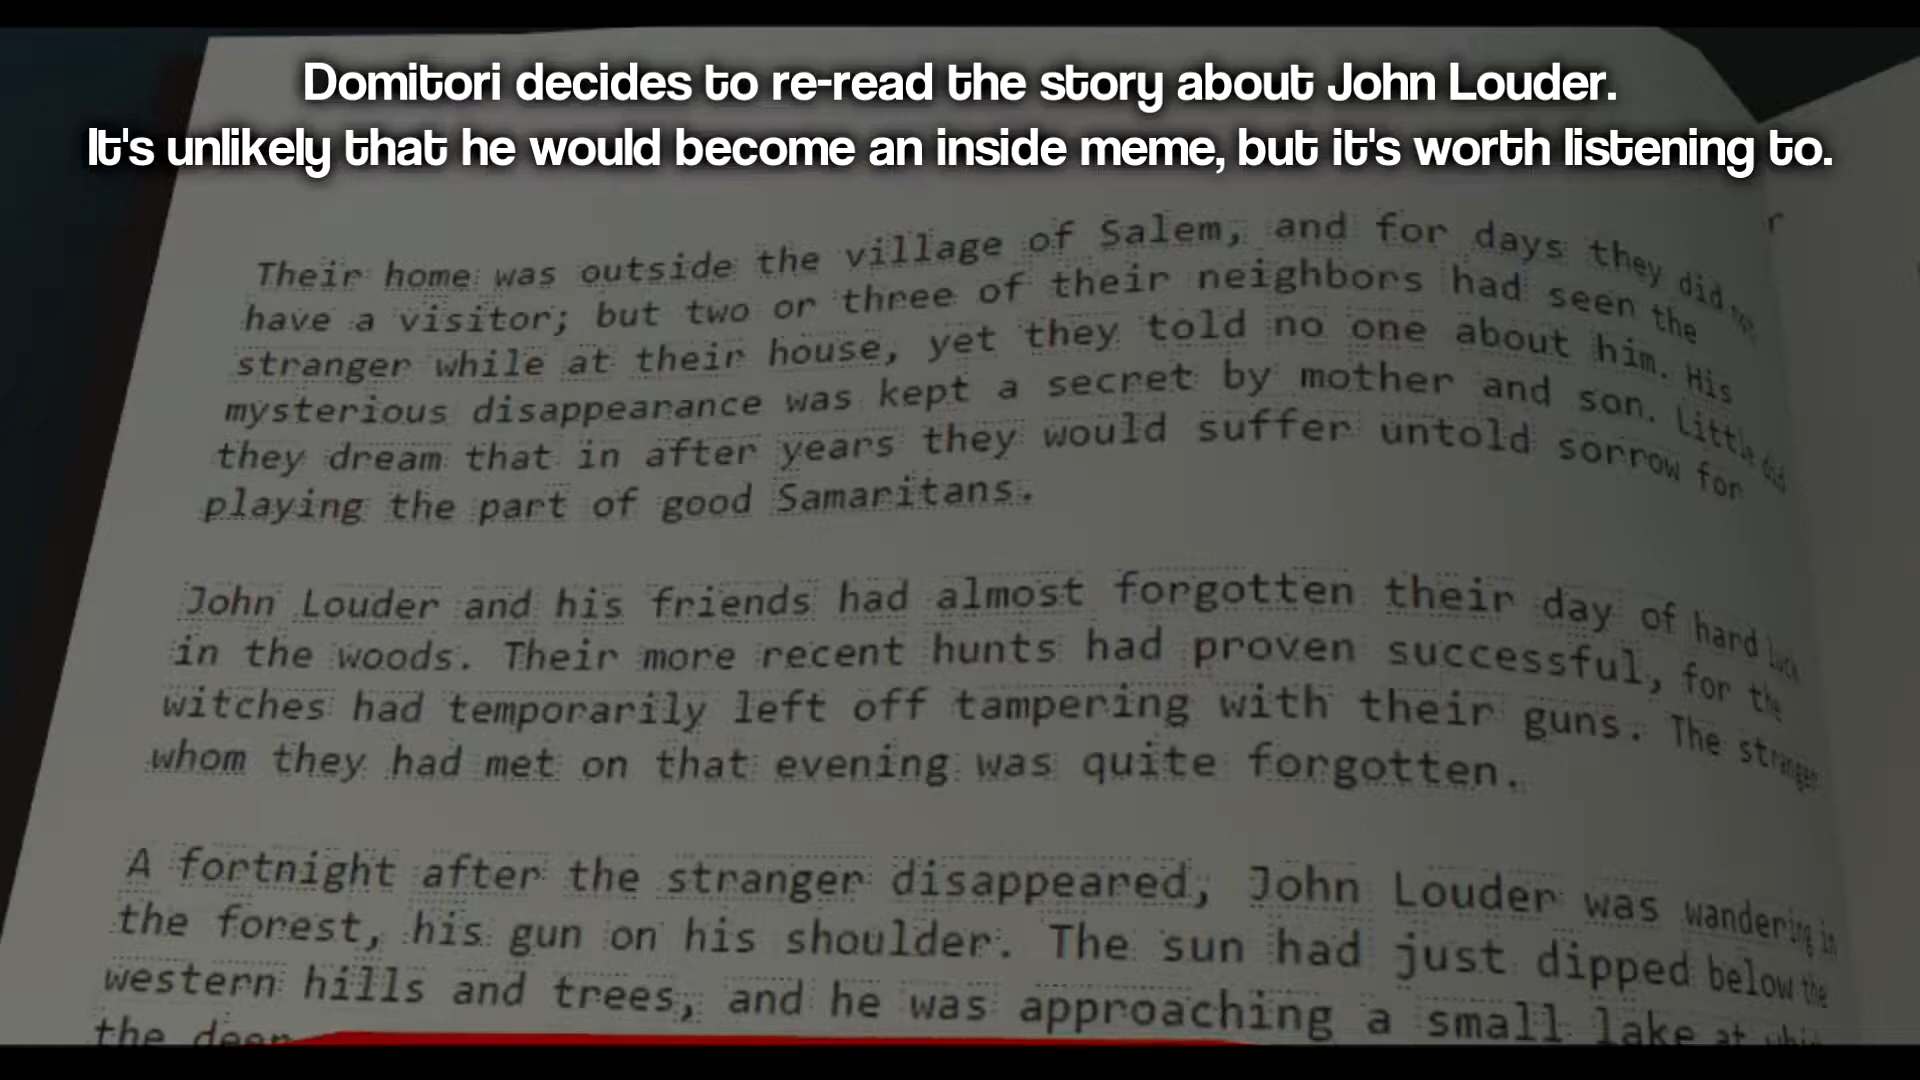 Domitori decides to re-read the story about John Louder.
It's unlikely that he would become an inside meme, but it's worth listening to.
Their home was outside the village of Salem, and for days they did not
have a visitor; but two or three of their neighbors had seen the
stranger while at their house, yet they told no one about him. His
mysterious disappearance was kept a secret by mother and son. Little did
they dream that in after years they would suffer untold sorrow for
playing the part of good Samaritans.
John Louder and his friends had almost forgotten their day of hard luck
in the woods. Their more recent hunts had proven successful, for the
witches had temporarily left off tampering with their guns. The stranger
whom they had met on that evening was quite forgotten.
A fortnight after the stranger disappeared, John Louder was wandering in
the forest, his gun on his shoulder. The sun had just dipped below the
western hills and trees, and he was approaching a small lake at
the deer